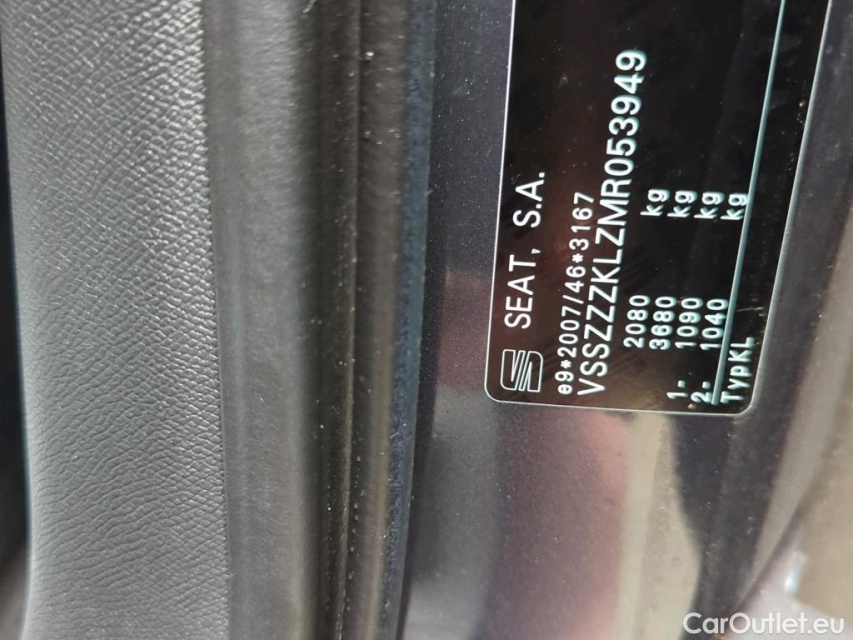 SEAT, S.A.
e9*2007/46*3167
VSSZZZKLZMR053949
2080 kg
3680 kg
1- 1090 kg
2- 1040 kg
TypKL
CarOutlet.eu